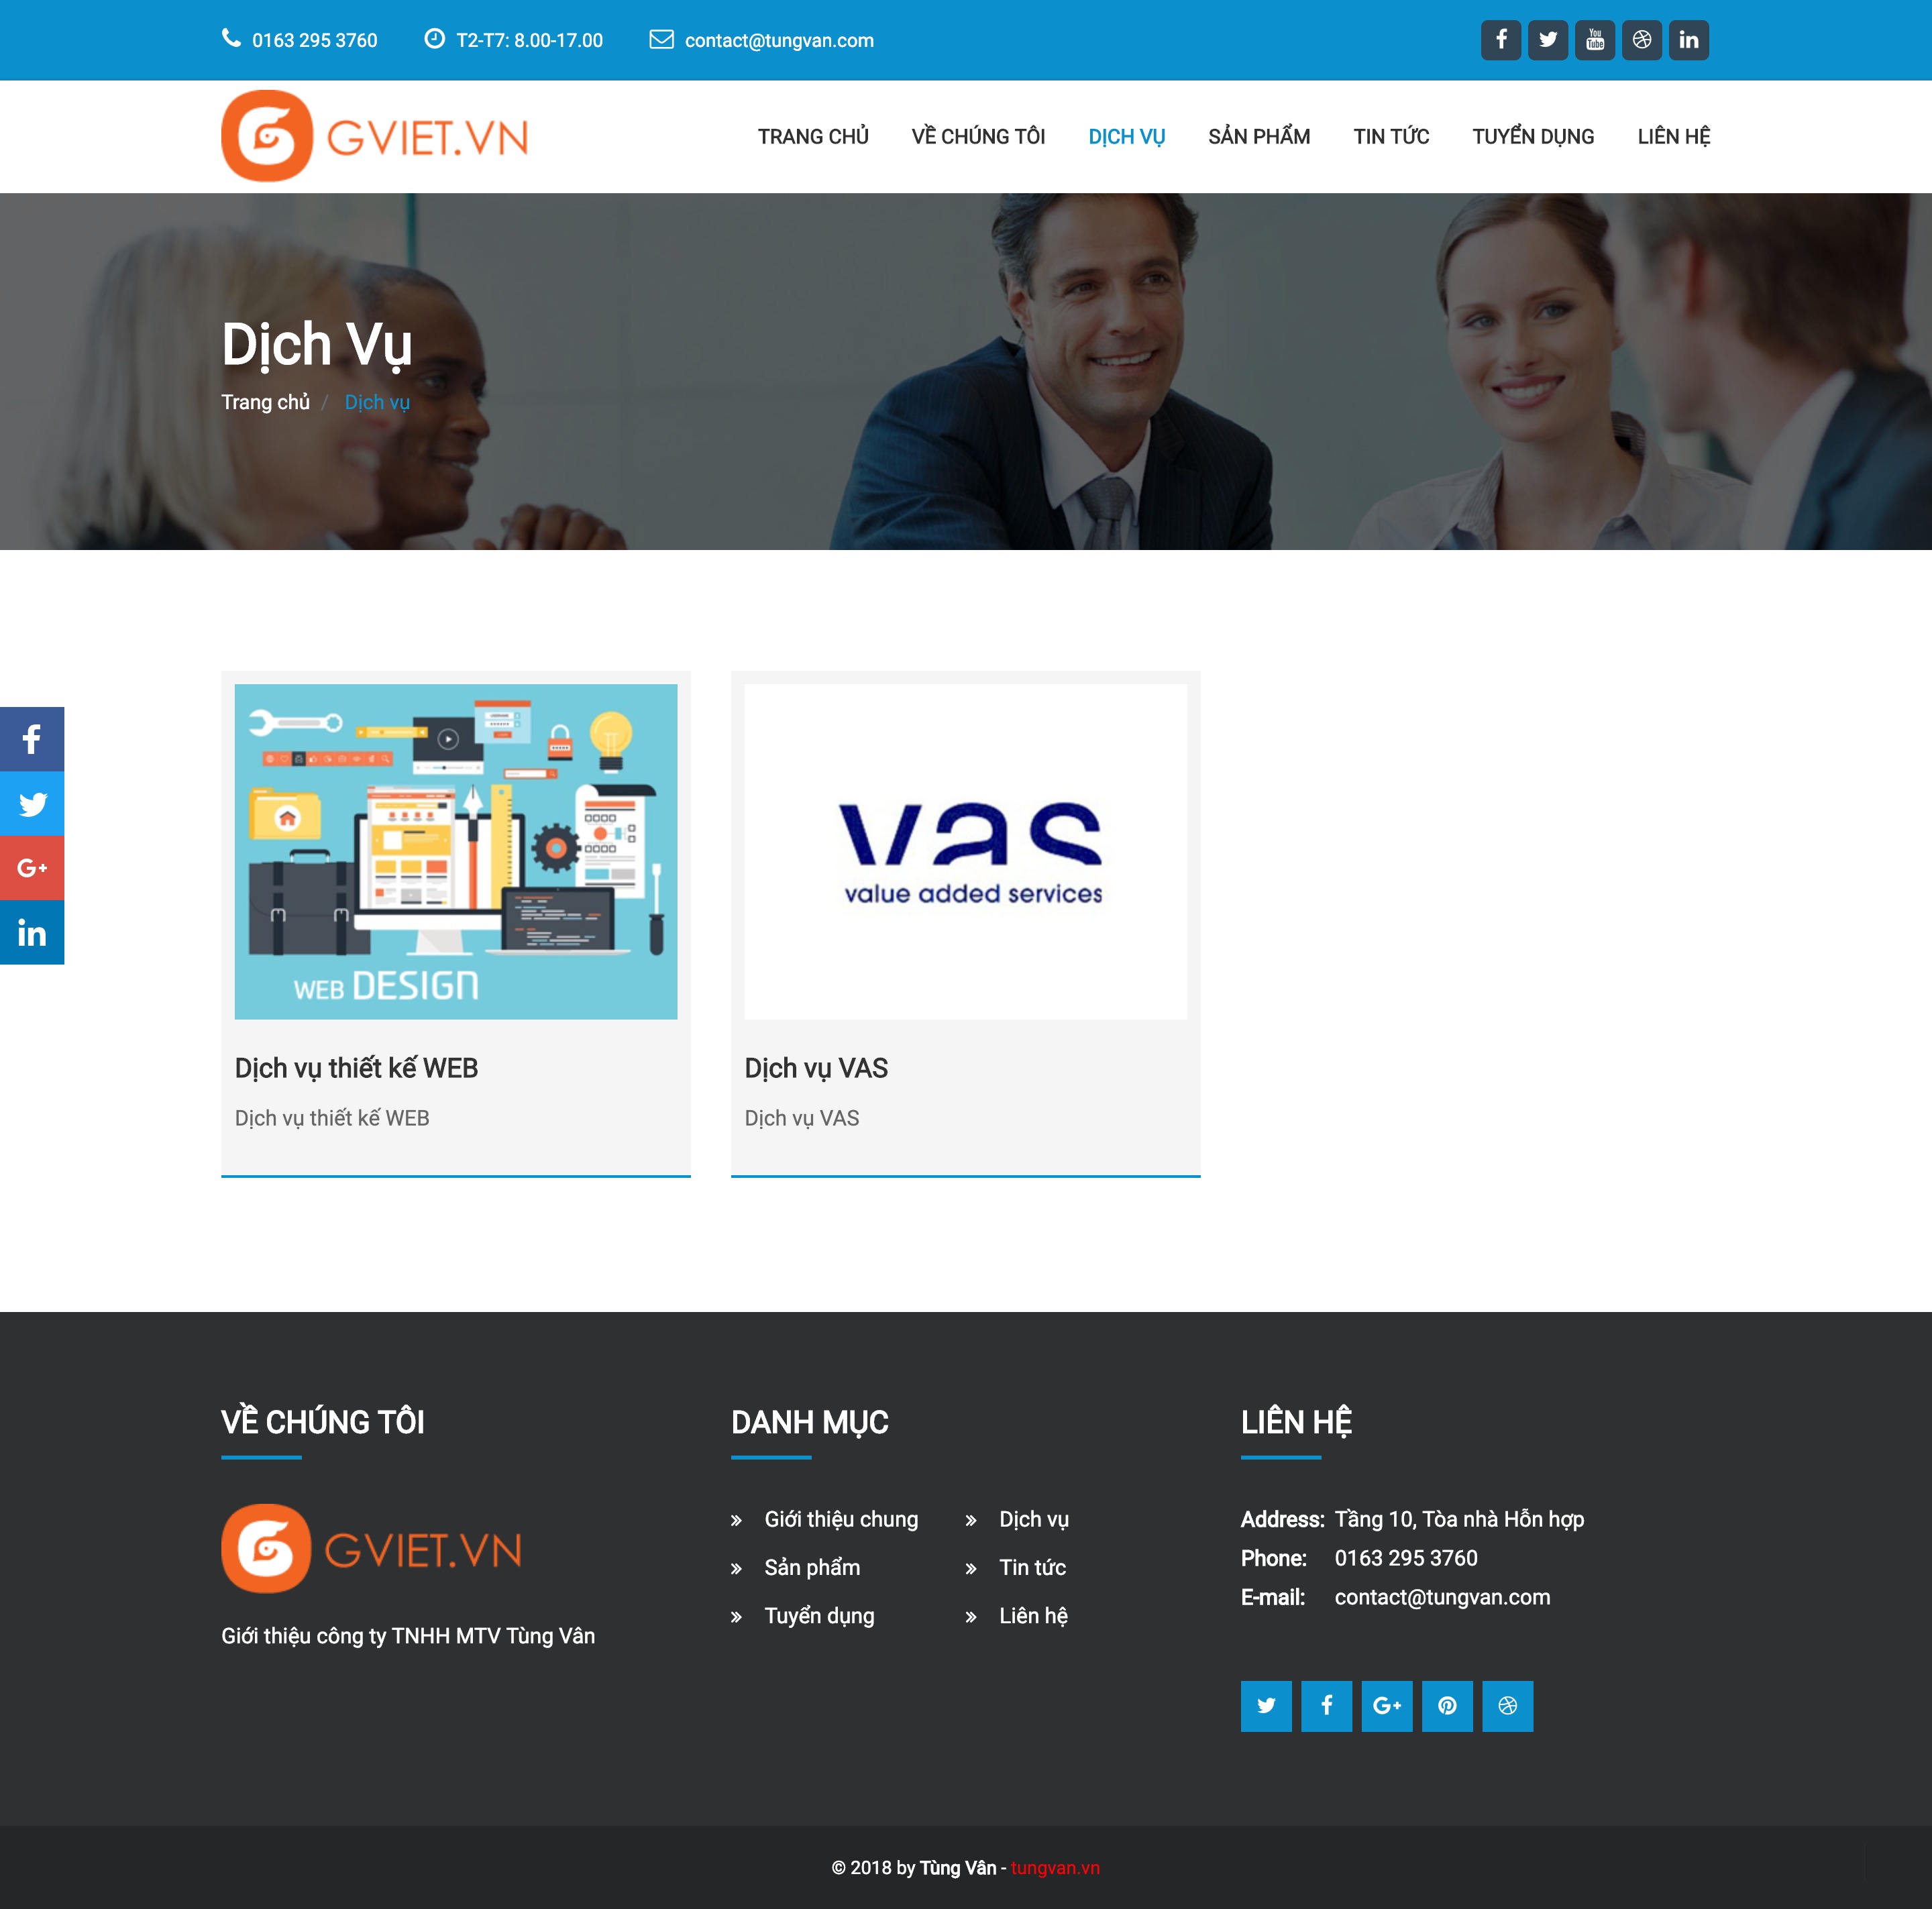 0163 295 3760 T2-T7: 8.00-17.00 contact@tungvan.com
GVIET.VN TRANG CHỦ VỀ CHÚNG TÔI DỊCH VỤ SẢN PHẨM TIN TỨC TUYỂN DỤNG LIÊN HỆ
Dịch Vụ
Trang chủ / Dịch vụ
WEB DESIGN
vas
value added services
Dịch vụ thiết kế WEB
Dịch vụ thiết kế WEB
Dịch vụ VAS
Dịch vụ VAS
VỀ CHÚNG TÔI
GVIET.VN
Giới thiệu công ty TNHH MTV Tùng Vân
DANH MỤC
Giới thiệu chung
Dịch vụ
Sản phẩm
Tin tức
Tuyển dụng
Liên hệ
LIÊN HỆ
Address: Tầng 10, Tòa nhà Hỗn hợp
Phone: 0163 295 3760
E-mail: contact@tungvan.com
© 2018 by Tùng Vân - tungvan.vn